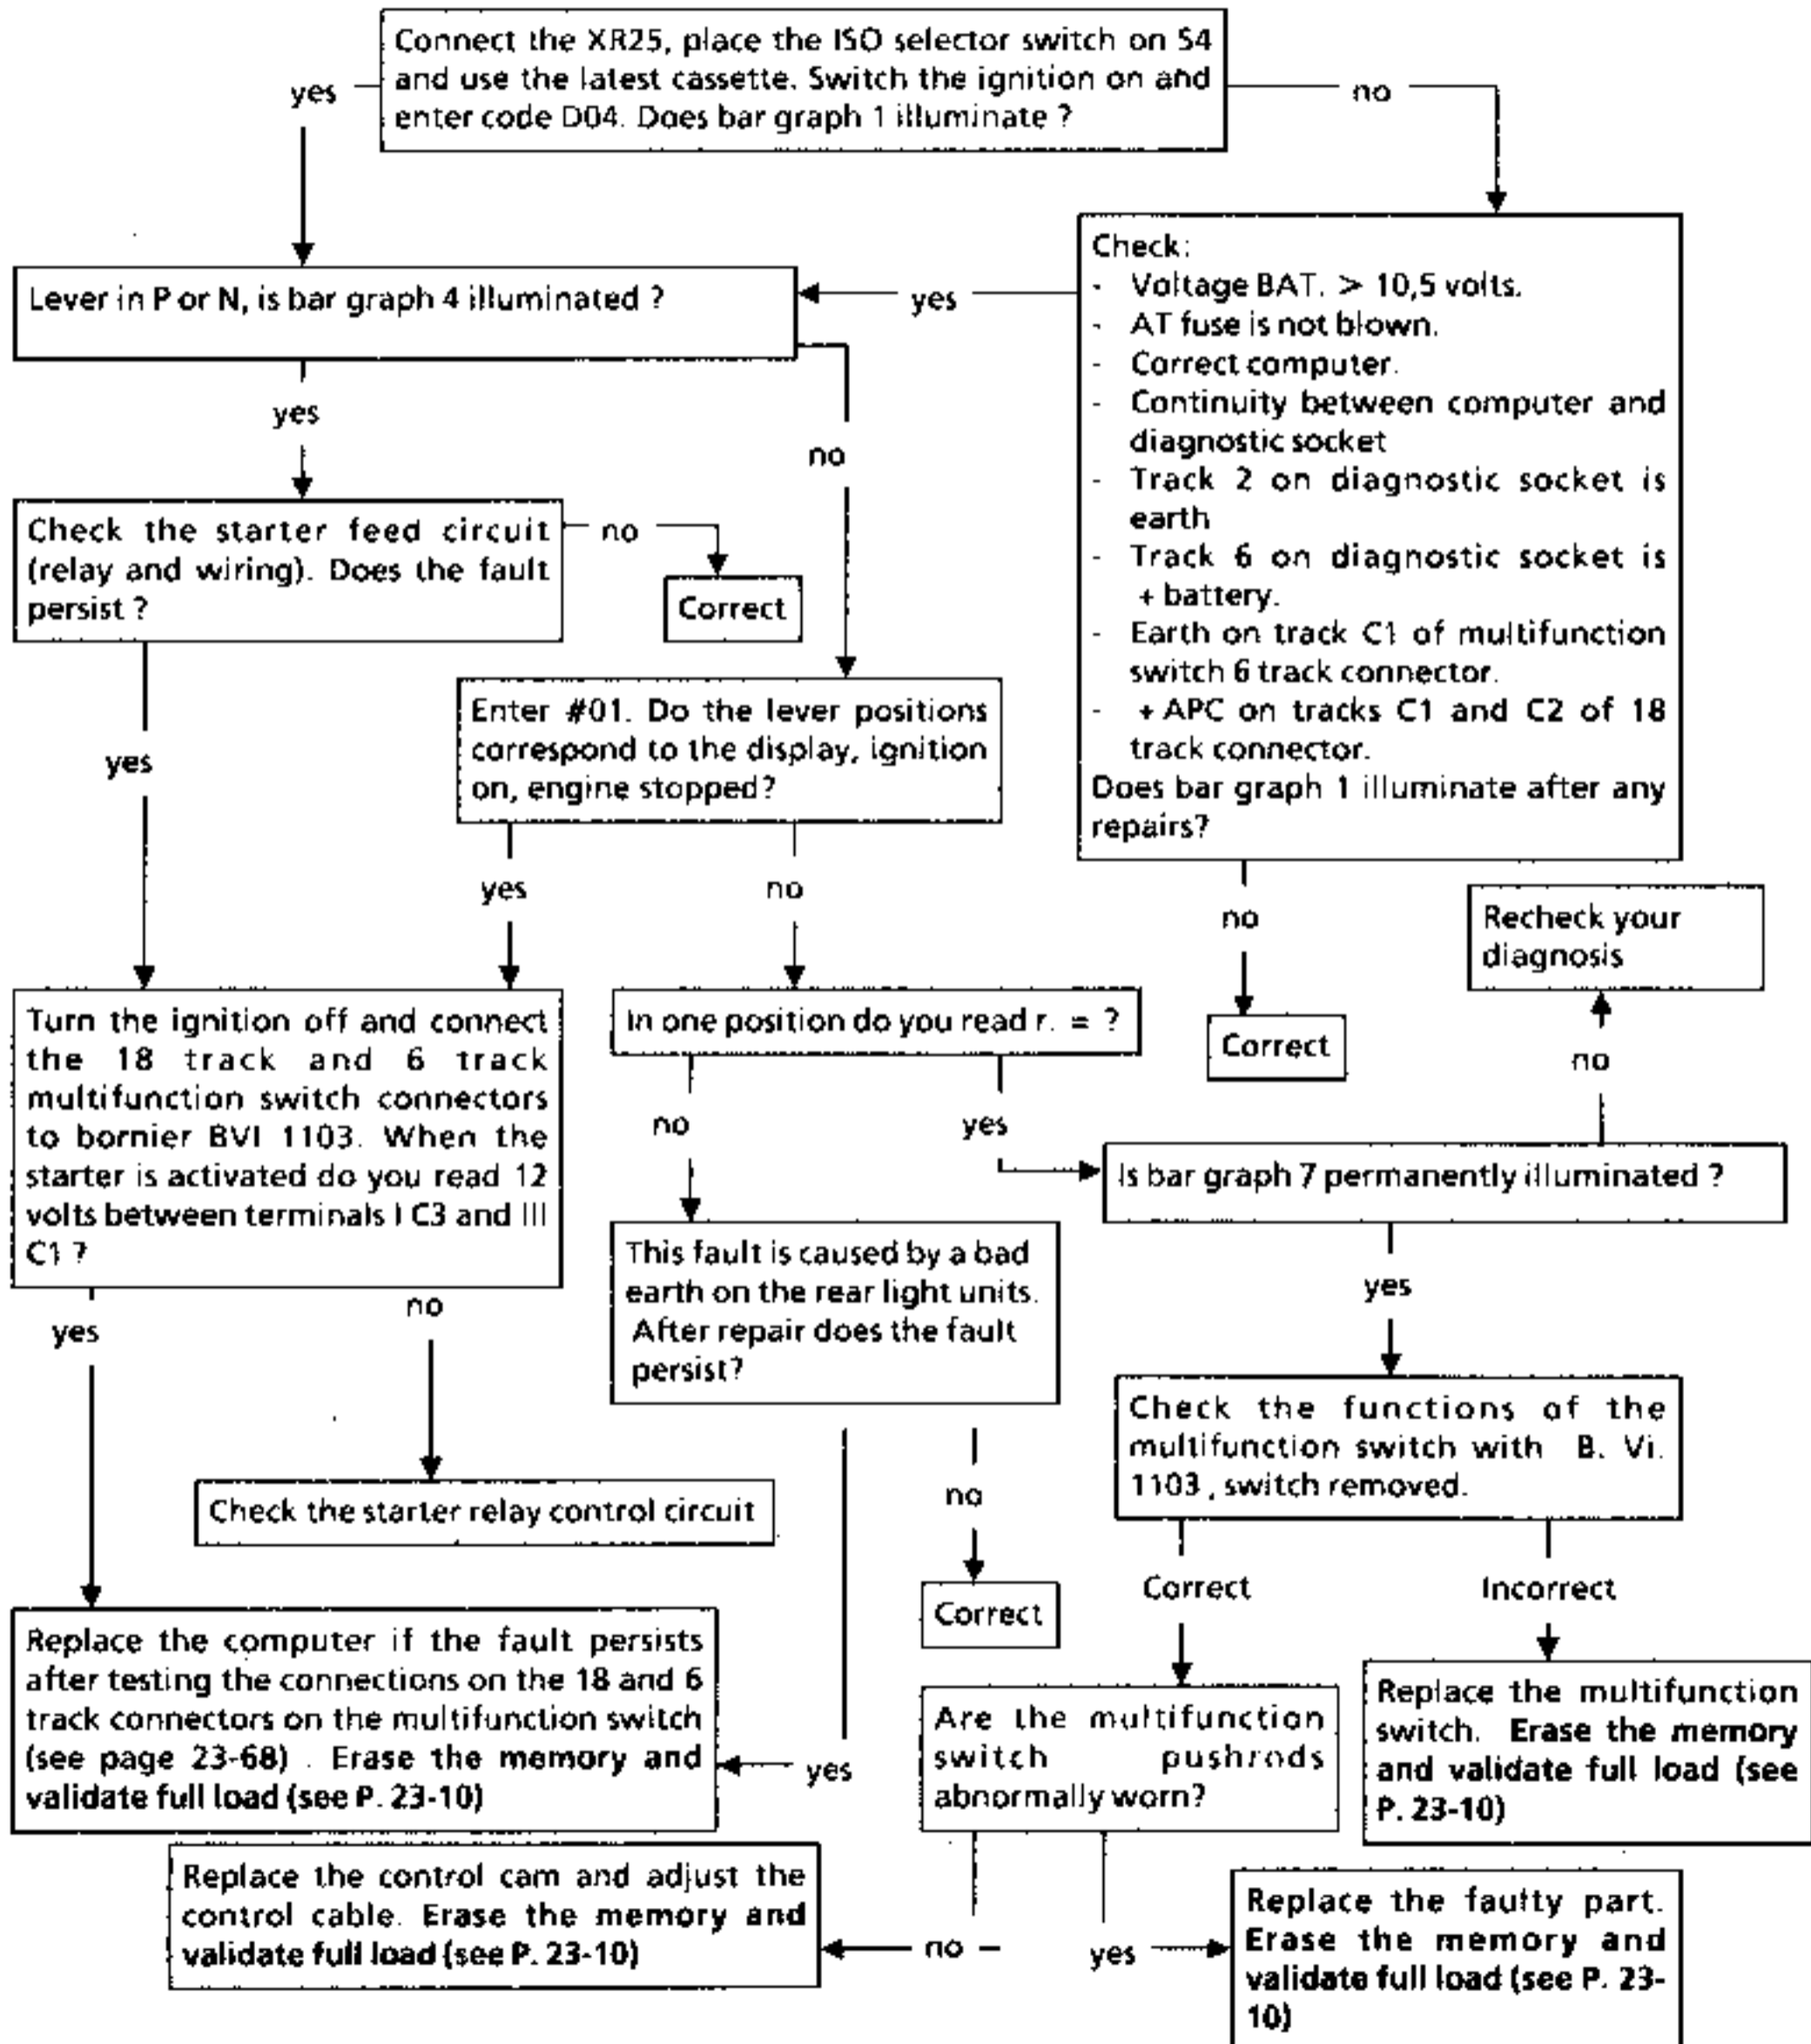 Connect the XR25, place the ISO selector switch on S4
and use the latest cassette. Switch the ignition on and
enter code D04. Does bar graph 1 illuminate ?
yes
no
Lever in P or N, is bar graph 4 illuminated ?
yes
Check:
- Voltage BAT. > 10,5 volts.
- AT fuse is not blown.
- Correct computer.
- Continuity between computer and
diagnostic socket
- Track 2 on diagnostic socket is
earth
- Track 6 on diagnostic socket is
+ battery.
- Earth on track C1 of multifunction
switch 6 track connector.
- + APC on tracks C1 and C2 of 18
track connector.
Does bar graph 1 illuminate after any
repairs?
yes
no
Check the starter feed circuit
(relay and wiring). Does the fault
persist ?
no
Correct
yes
Enter #01. Do the lever positions
correspond to the display, ignition
on, engine stopped?
yes
no
no
Correct
Recheck your
diagnosis
no
Turn the ignition off and connect
the 18 track and 6 track
multifunction switch connectors
to bornier BVI 1103. When the
starter is activated do you read 12
volts between terminals I C3 and III
C1 ?
In one position do you read r. = ?
no
yes
Is bar graph 7 permanently illuminated ?
yes
This fault is caused by a bad
earth on the rear light units.
After repair does the fault
persist?
yes
no
Check the starter relay control circuit
Check the functions of the
multifunction switch with B. Vi.
1103 , switch removed.
no
Correct
Correct
Incorrect
Replace the computer if the fault persists
after testing the connections on the 18 and 6
track connectors on the multifunction switch
(see page 23-68) . Erase the memory and
validate full load (see P. 23-10)
yes
Are the multifunction
switch pushrods
abnormally worn?
Replace the multifunction
switch. Erase the memory
and validate full load (see
P. 23-10)
Replace the control cam and adjust the
control cable. Erase the memory and
validate full load (see P. 23-10)
no
yes
Replace the faulty part.
Erase the memory and
validate full load (see P. 23-
10)